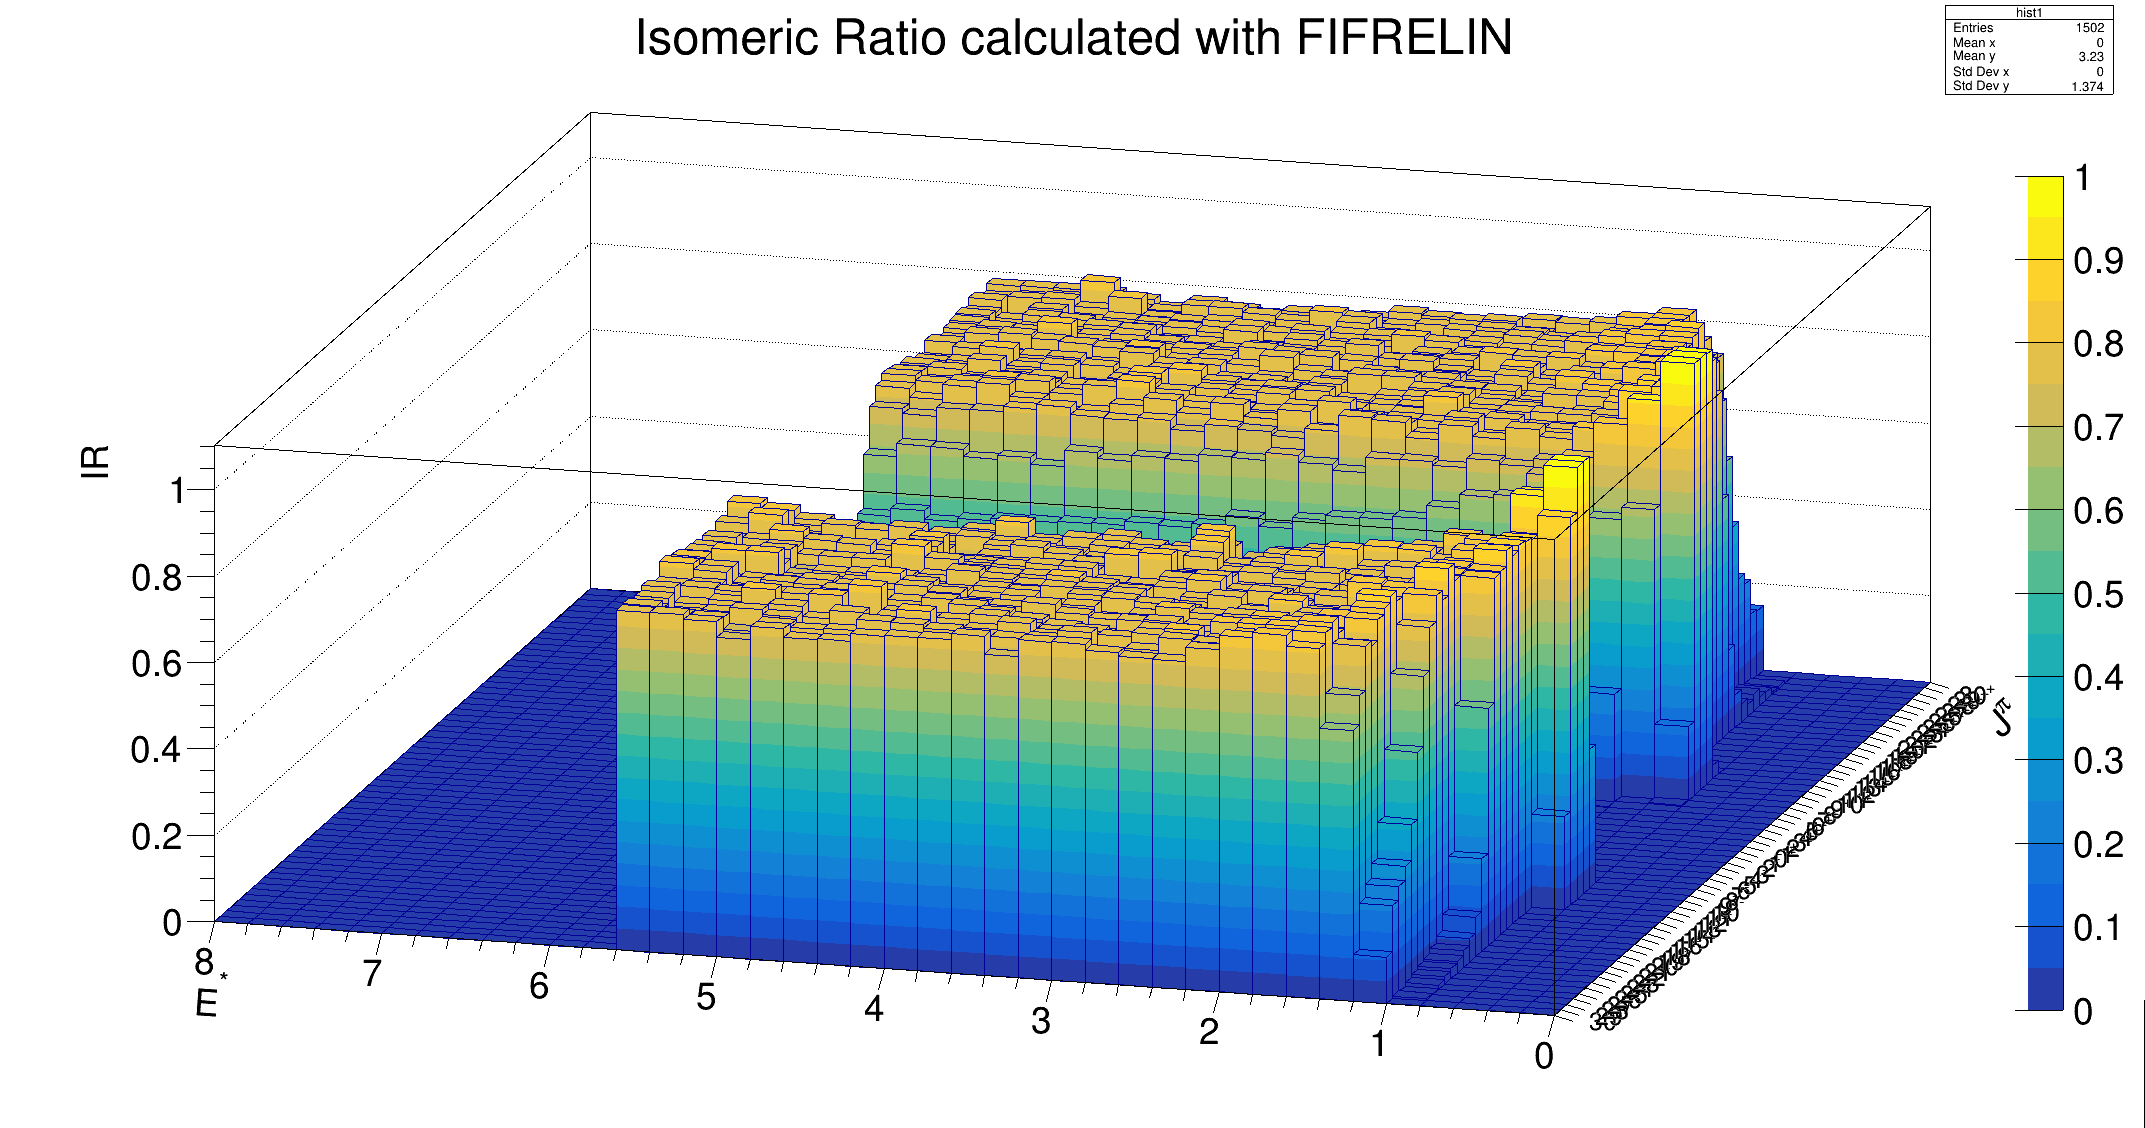 Isomeric Ratio calculated with FIFRELIN
hist1
Entries 1502
Mean x 0
Mean y 3.23
Std Dev x 0
Std Dev y 1.374
IR
1
0.8
0.6
0.4
0.2
0
8
7
6
5
4
3
2
1
0
E*
Jπ
1
0.9
0.8
0.7
0.6
0.5
0.4
0.3
0.2
0.1
0